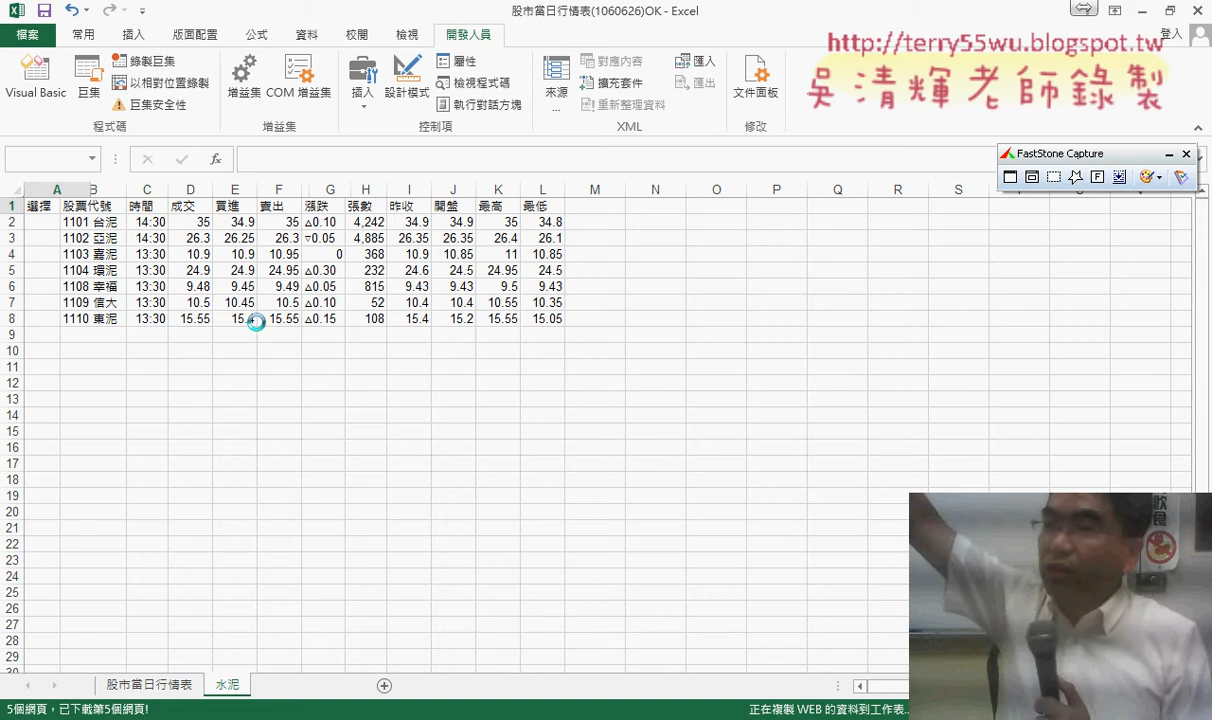 股市當日行情表(1060626)OK - Excel
檔案 常用 插入 版面配置 公式 資料 校閱 檢視 開發人員 登入
http://terry55wu.blogspot.tw
吳清輝老師錄製
Visual Basic 巨集 錄製巨集 以相對位置錄製 巨集安全性 程式碼
增益集 COM 增益集 增益集
插入 設計模式 屬性 檢視程式碼 執行對話方塊 控制項
來源... 對應內容 擴充套件 重新整理資料 匯入 匯出 XML
文件面板 修改
fx
FastStone Capture
A B C D E F G H I J K L M N O P Q R S
1 選擇 股票代號 時間 成交 買進 賣出 漲跌 張數 昨收 開盤 最高 最低
2 1101 台泥 14:30 35 34.9 35 △0.10 4,242 34.9 34.9 35 34.8
3 1102 亞泥 14:30 26.3 26.25 26.3 ▽0.05 4,885 26.35 26.35 26.4 26.1
4 1103 嘉泥 13:30 10.9 10.9 10.95 0 368 10.9 10.85 11 10.85
5 1104 環泥 13:30 24.9 24.9 24.95 △0.30 232 24.6 24.5 24.95 24.5
6 1108 幸福 13:30 9.48 9.45 9.49 △0.05 815 9.43 9.43 9.5 9.43
7 1109 信大 13:30 10.5 10.45 10.5 △0.10 52 10.4 10.4 10.55 10.35
8 1110 東泥 13:30 15.55 15.55 △0.15 108 15.4 15.2 15.55 15.05
9
10
11
12
13
14
15
16
17
18
19
20
21
22
23
24
25
26
27
28
29
股市當日行情表 水泥
5個網頁，已下載第5個網頁! 正在複製 WEB 的資料到工作表...
飲食